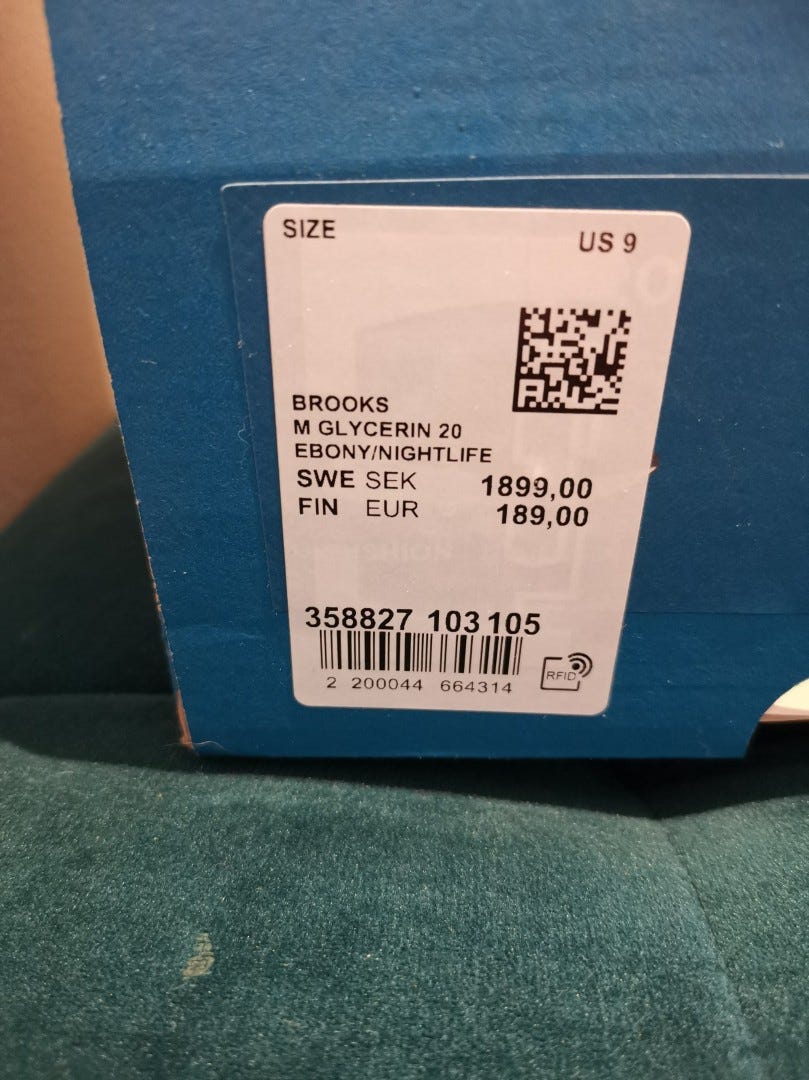 SIZE US 9
BROOKS
M GLYCERIN 20
EBONY/NIGHTLIFE
SWE SEK 1899,00
FIN EUR 189,00
358827 103105
2 200044 664314
RFID